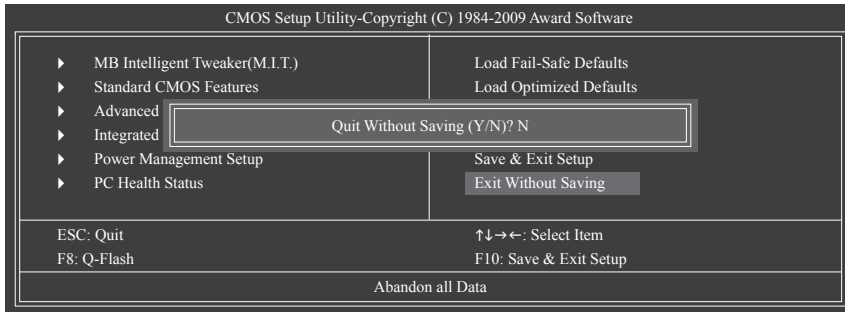 CMOS Setup Utility-Copyright (C) 1984-2009 Award Software
MB Intelligent Tweaker(M.I.T.)
Standard CMOS Features
Advanced
Integrated
Power Management Setup
PC Health Status
Load Fail-Safe Defaults
Load Optimized Defaults
Quit Without Saving (Y/N)? N
Save & Exit Setup
Exit Without Saving
ESC: Quit
↑↓→←: Select Item
F8: Q-Flash
F10: Save & Exit Setup
Abandon all Data